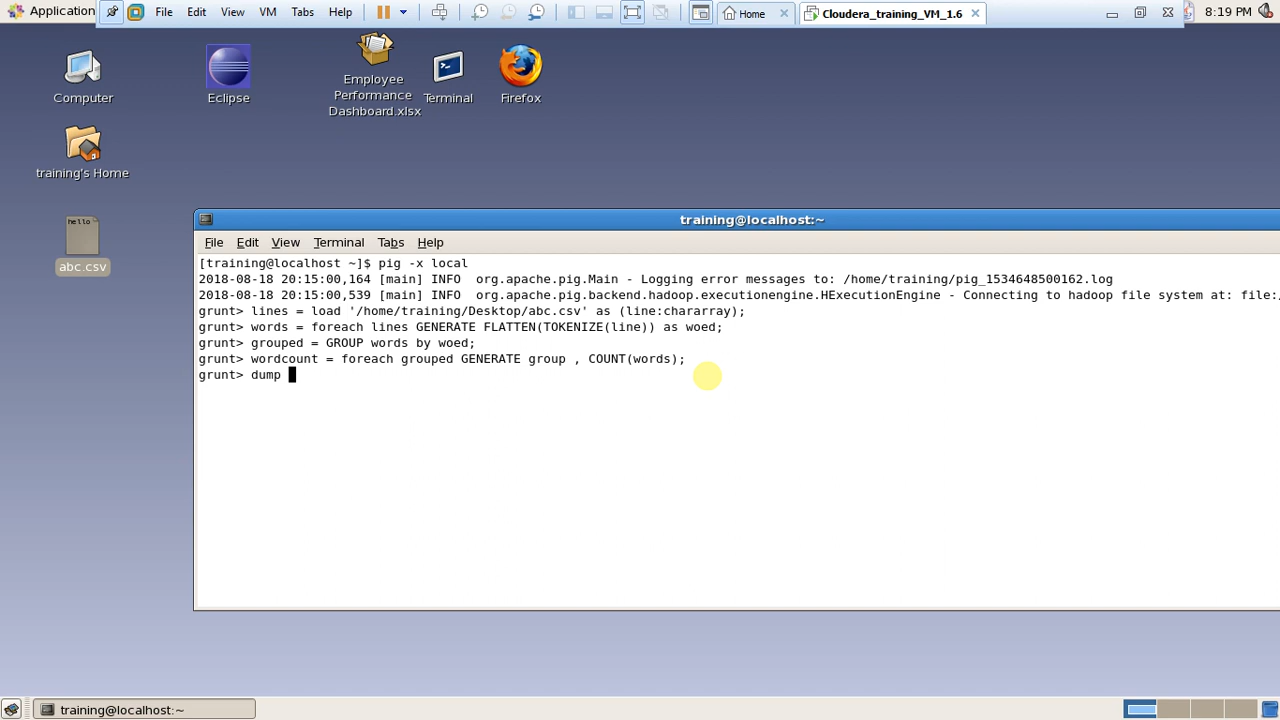 Application
File Edit View VM Tabs Help
Home
Cloudera_training_VM_1.6
8:19 PM
Computer
Eclipse
Employee
Performance
Dashboard.xlsx
Terminal
Firefox
training's Home
hello
abc.csv
training@localhost:~
File Edit View Terminal Tabs Help
[training@localhost ~]$ pig -x local
2018-08-18 20:15:00,164 [main] INFO  org.apache.pig.Main - Logging error messages to: /home/training/pig_1534648500162.log
2018-08-18 20:15:00,539 [main] INFO  org.apache.pig.backend.hadoop.executionengine.HExecutionEngine - Connecting to hadoop file system at: file:/
grunt> lines = load '/home/training/Desktop/abc.csv' as (line:chararray);
grunt> words = foreach lines GENERATE FLATTEN(TOKENIZE(line)) as woed;
grunt> grouped = GROUP words by woed;
grunt> wordcount = foreach grouped GENERATE group , COUNT(words);
grunt> dump
training@localhost:~